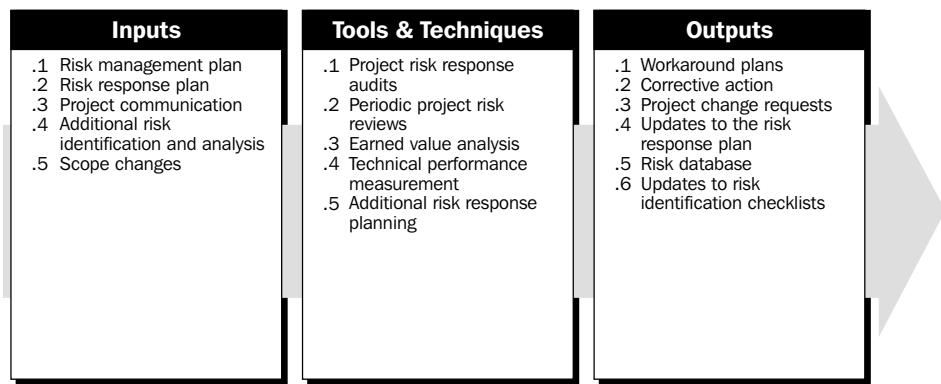 Inputs
.1 Risk management plan
.2 Risk response plan
.3 Project communication
.4 Additional risk
identification and analysis
.5 Scope changes
Tools & Techniques
.1 Project risk response
audits
.2 Periodic project risk
reviews
.3 Earned value analysis
.4 Technical performance
measurement
.5 Additional risk response
planning
Outputs
.1 Workaround plans
.2 Corrective action
.3 Project change requests
.4 Updates to the risk
response plan
.5 Risk database
.6 Updates to risk
identification checklists